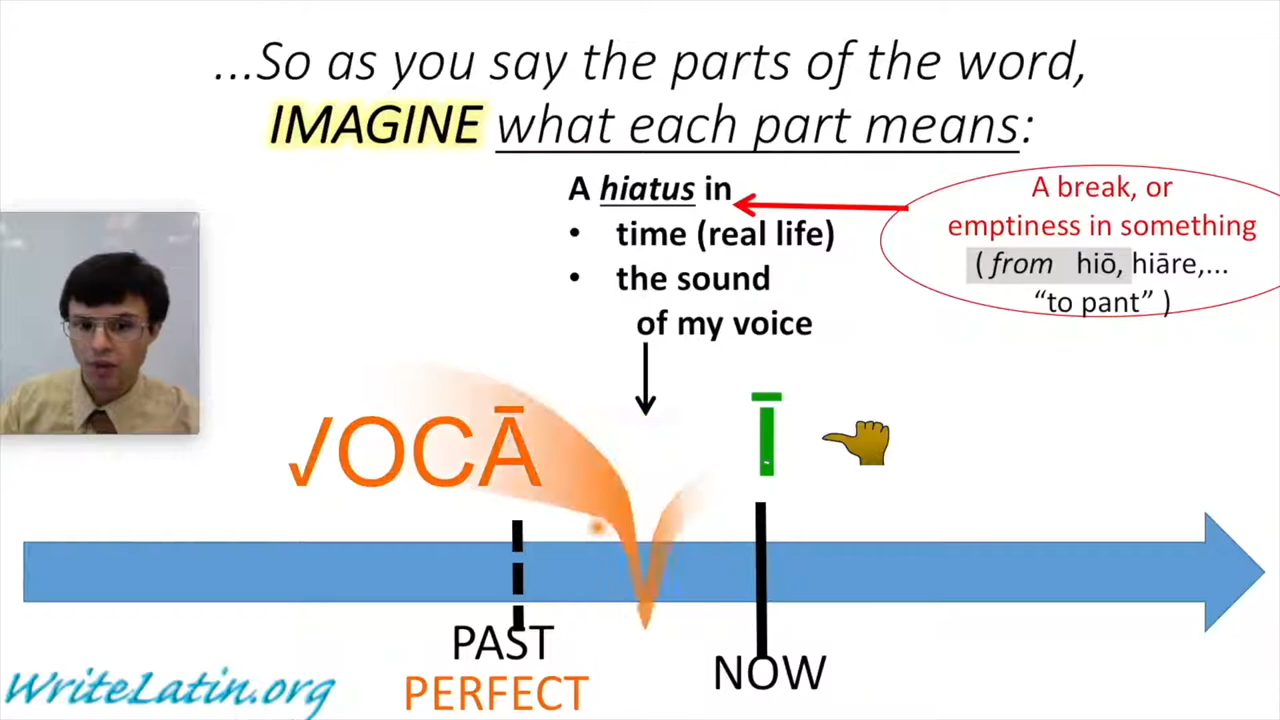 ...So as you say the parts of the word,
IMAGINE what each part means:
A hiatus in
• time (real life)
• the sound
of my voice
A break, or
emptiness in something
( from hiō, hiāre,...
“to pant” )
√OCĀ
Ī
PAST
PERFECT
NOW
WriteLatin.org